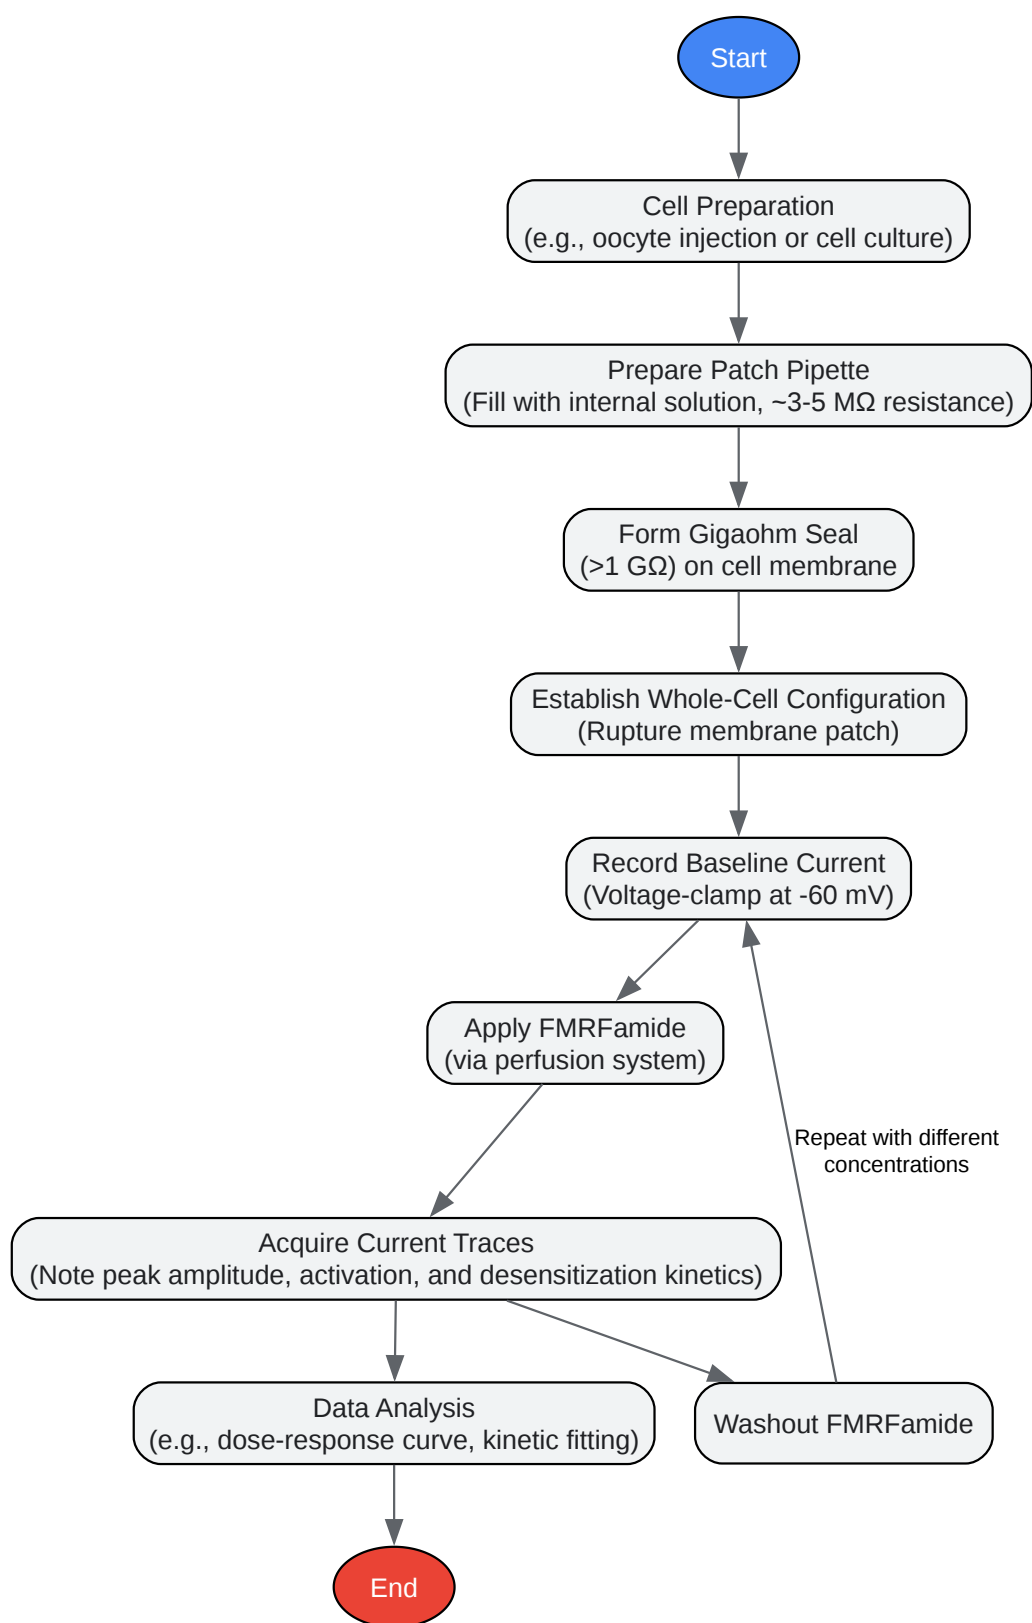 Start
Cell Preparation
(e.g., oocyte injection or cell culture)
Prepare Patch Pipette
(Fill with internal solution, ~3-5 MΩ resistance)
Form Gigaohm Seal
(>1 GΩ) on cell membrane
Establish Whole-Cell Configuration
(Rupture membrane patch)
Record Baseline Current
(Voltage-clamp at -60 mV)
Apply FMRFamide
(via perfusion system)
Repeat with different
concentrations
Acquire Current Traces
(Note peak amplitude, activation, and desensitization kinetics)
Data Analysis
(e.g., dose-response curve, kinetic fitting)
Washout FMRFamide
End